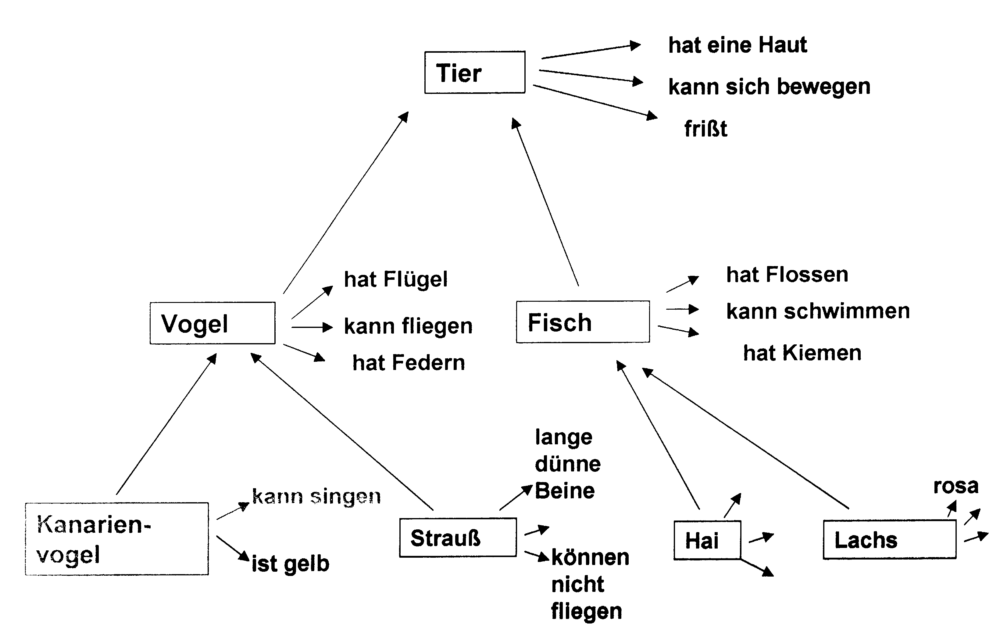 Tier
hat eine Haut
kann sich bewegen
frißt
Vogel
hat Flügel
kann fliegen
hat Federn
Fisch
hat Flossen
kann schwimmen
hat Kiemen
Kanarien-
vogel
kann singen
ist gelb
Strauß
lange
dünne
Beine
können
nicht
fliegen
Hai
Lachs
rosa